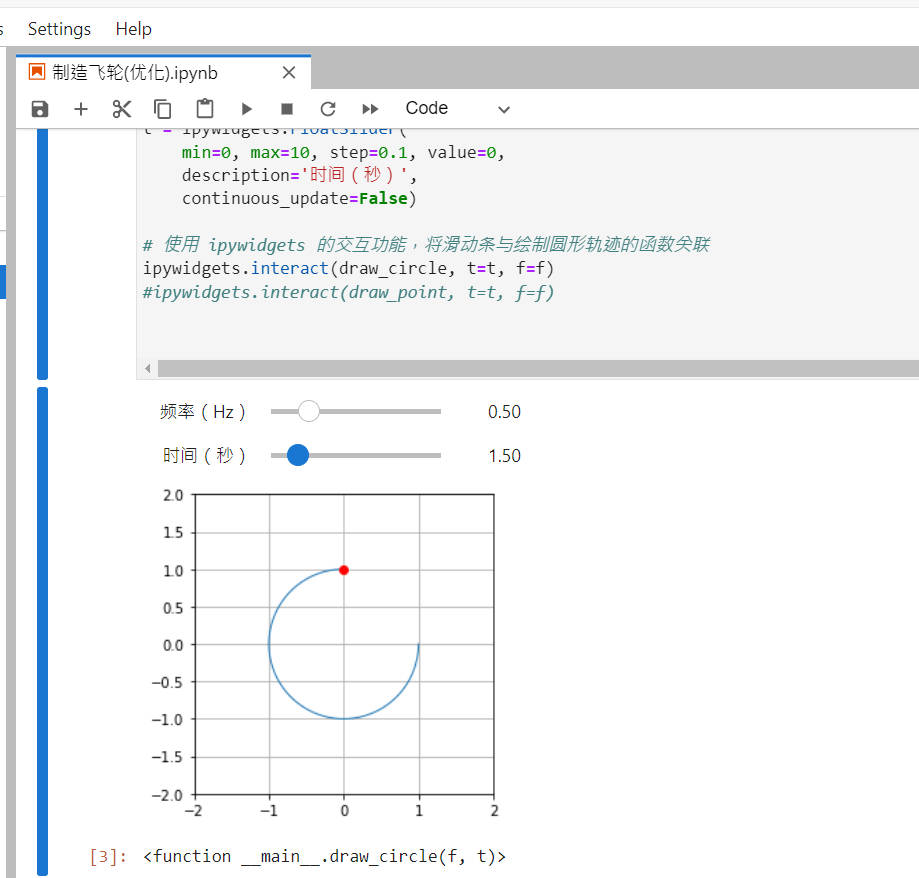 s Settings Help
制造飞轮(优化).ipynb
Code
t = ipywidgets.FloatSlider(
min=0, max=10, step=0.1, value=0,
description='时间（秒）',
continuous_update=False)
# 使用 ipywidgets 的交互功能，将滑动条与绘制圆形轨迹的函数关联
ipywidgets.interact(draw_circle, t=t, f=f)
#ipywidgets.interact(draw_point, t=t, f=f)
频率（Hz） 0.50
时间（秒） 1.50
2.0
1.5
1.0
0.5
0.0
−0.5
−1.0
−1.5
−2.0
−2 −1 0 1 2
[3]: <function __main__.draw_circle(f, t)>